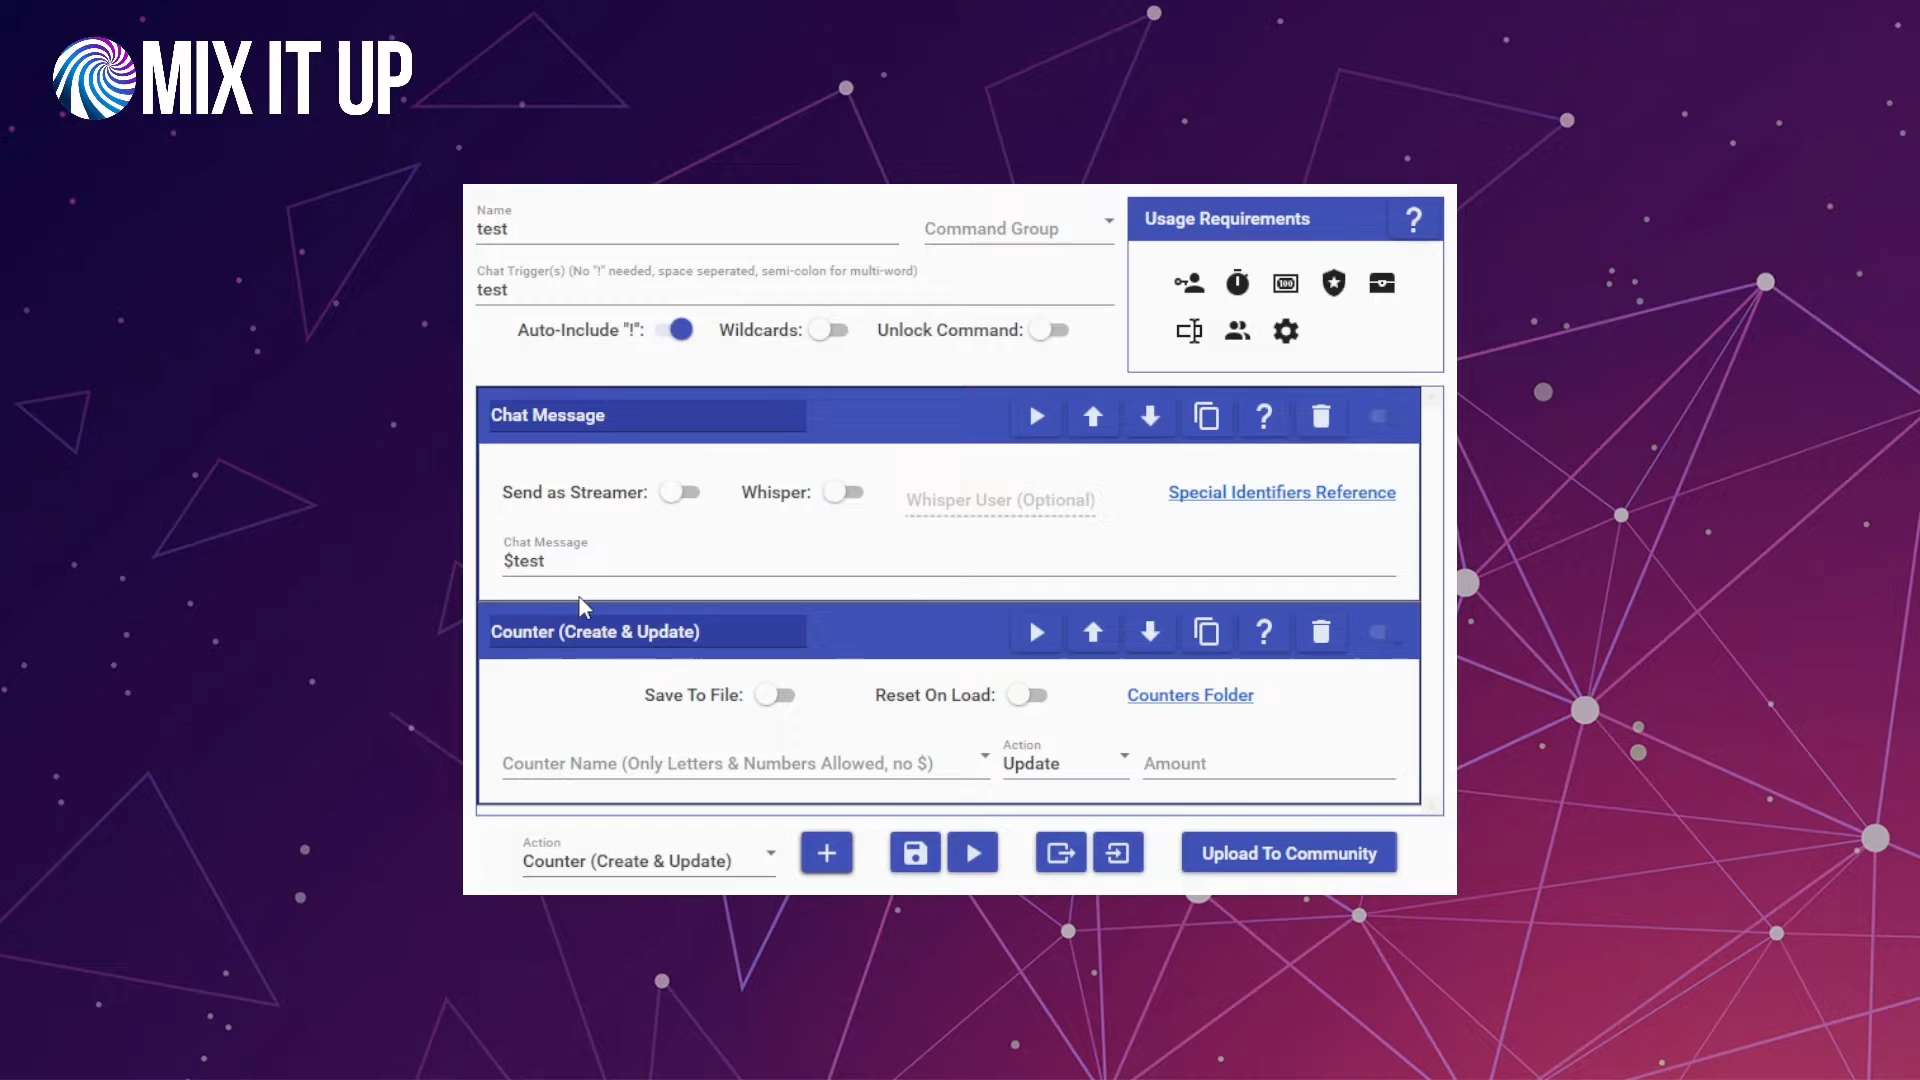 MIX IT UP
Name
test
Command Group
Usage Requirements
?
Chat Trigger(s) (No "!" needed, space seperated, semi-colon for multi-word)
test
100
Auto-Include "!":
Wildcards:
Unlock Command:
Chat Message
?
Send as Streamer:
Whisper:
Whisper User (Optional)
Special Identifiers Reference
Chat Message
$test
Counter (Create & Update)
?
Save To File:
Reset On Load:
Counters Folder
Counter Name (Only Letters & Numbers Allowed, no $)
Action
Update
Amount
Action
Counter (Create & Update)
Upload To Community